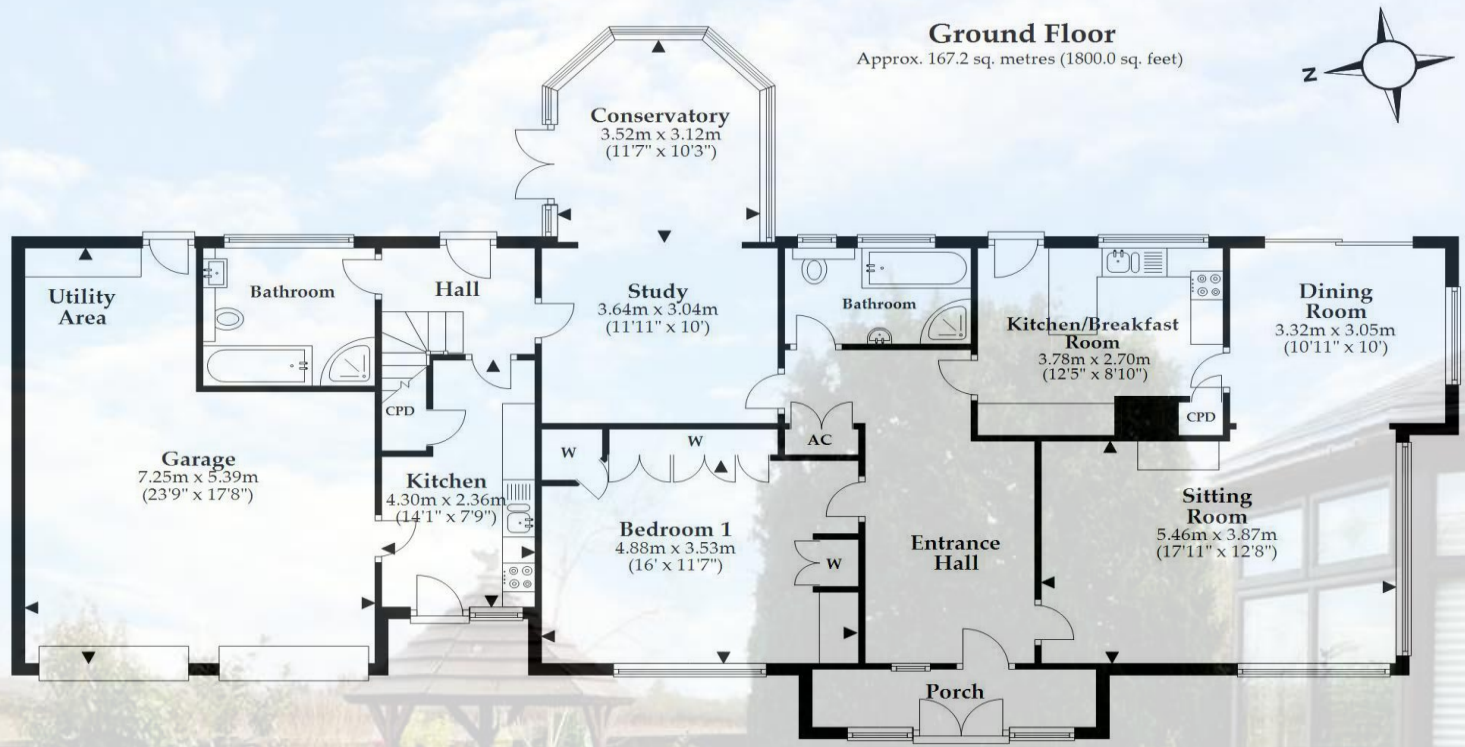 Ground Floor
Approx. 167.2 sq. metres (1800.0 sq. feet)
N
Conservatory
3.52m x 3.12m
(11'7" x 10'3")
Utility
Area
Bathroom
Hall
Study
3.64m x 3.04m
(11'11" x 10')
Bathroom
Kitchen/Breakfast
Room
3.78m x 2.70m
(12'5" x 8'10")
Dining
Room
3.32m x 3.05m
(10'11" x 10')
CPD
CPD
W
W
AC
Garage
7.25m x 5.39m
(23'9" x 17'8")
Kitchen
4.30m x 2.36m
(14'1" x 7'9")
Bedroom 1
4.88m x 3.53m
(16' x 11'7")
W
Entrance
Hall
Sitting
Room
5.46m x 3.87m
(17'11" x 12'8")
Porch